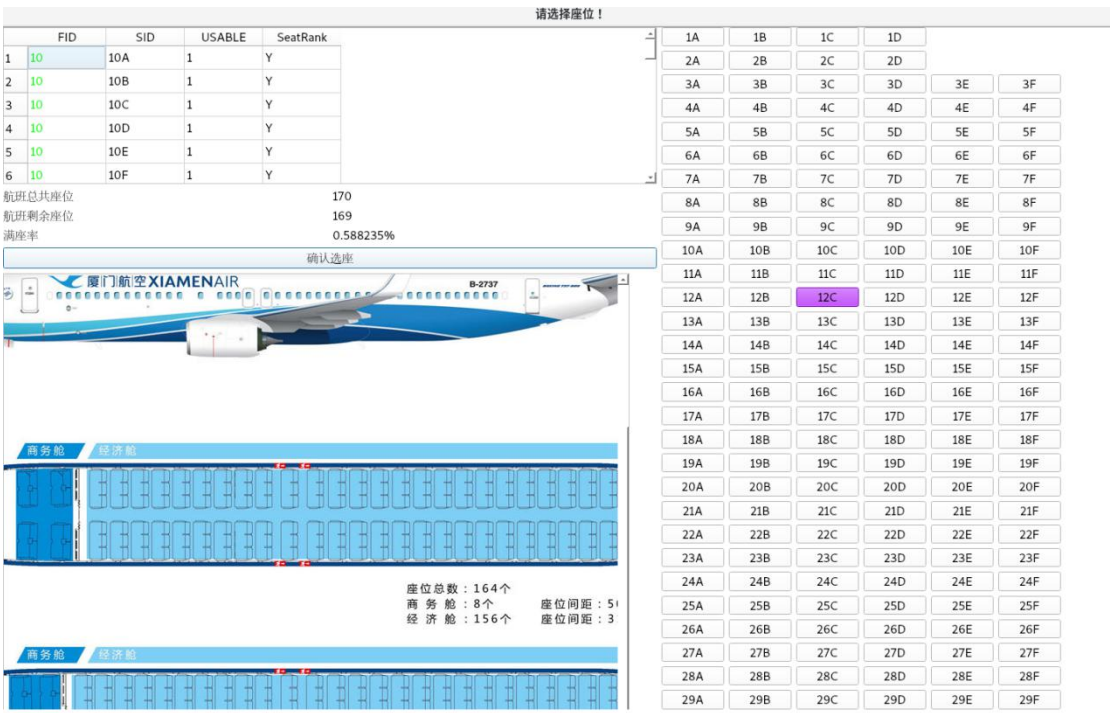 请选择座位！
FID SID USABLE SeatRank
1 10 10A 1 Y
2 10 10B 1 Y
3 10 10C 1 Y
4 10 10D 1 Y
5 10 10E 1 Y
6 10 10F 1 Y
航班总共座位 170
航班剩余座位 169
满座率 0.588235%
确认选座
厦门航空XIAMENAIR
B-2737
商务舱 经济舱
座位总数：164个
商务舱：8个 座位间距：5
经济舱：156个 座位间距：3
商务舱 经济舱
1A 1B 1C 1D
2A 2B 2C 2D
3A 3B 3C 3D 3E 3F
4A 4B 4C 4D 4E 4F
5A 5B 5C 5D 5E 5F
6A 6B 6C 6D 6E 6F
7A 7B 7C 7D 7E 7F
8A 8B 8C 8D 8E 8F
9A 9B 9C 9D 9E 9F
10A 10B 10C 10D 10E 10F
11A 11B 11C 11D 11E 11F
12A 12B 12C 12D 12E 12F
13A 13B 13C 13D 13E 13F
14A 14B 14C 14D 14E 14F
15A 15B 15C 15D 15E 15F
16A 16B 16C 16D 16E 16F
17A 17B 17C 17D 17E 17F
18A 18B 18C 18D 18E 18F
19A 19B 19C 19D 19E 19F
20A 20B 20C 20D 20E 20F
21A 21B 21C 21D 21E 21F
22A 22B 22C 22D 22E 22F
23A 23B 23C 23D 23E 23F
24A 24B 24C 24D 24E 24F
25A 25B 25C 25D 25E 25F
26A 26B 26C 26D 26E 26F
27A 27B 27C 27D 27E 27F
28A 28B 28C 28D 28E 28F
29A 29B 29C 29D 29E 29F